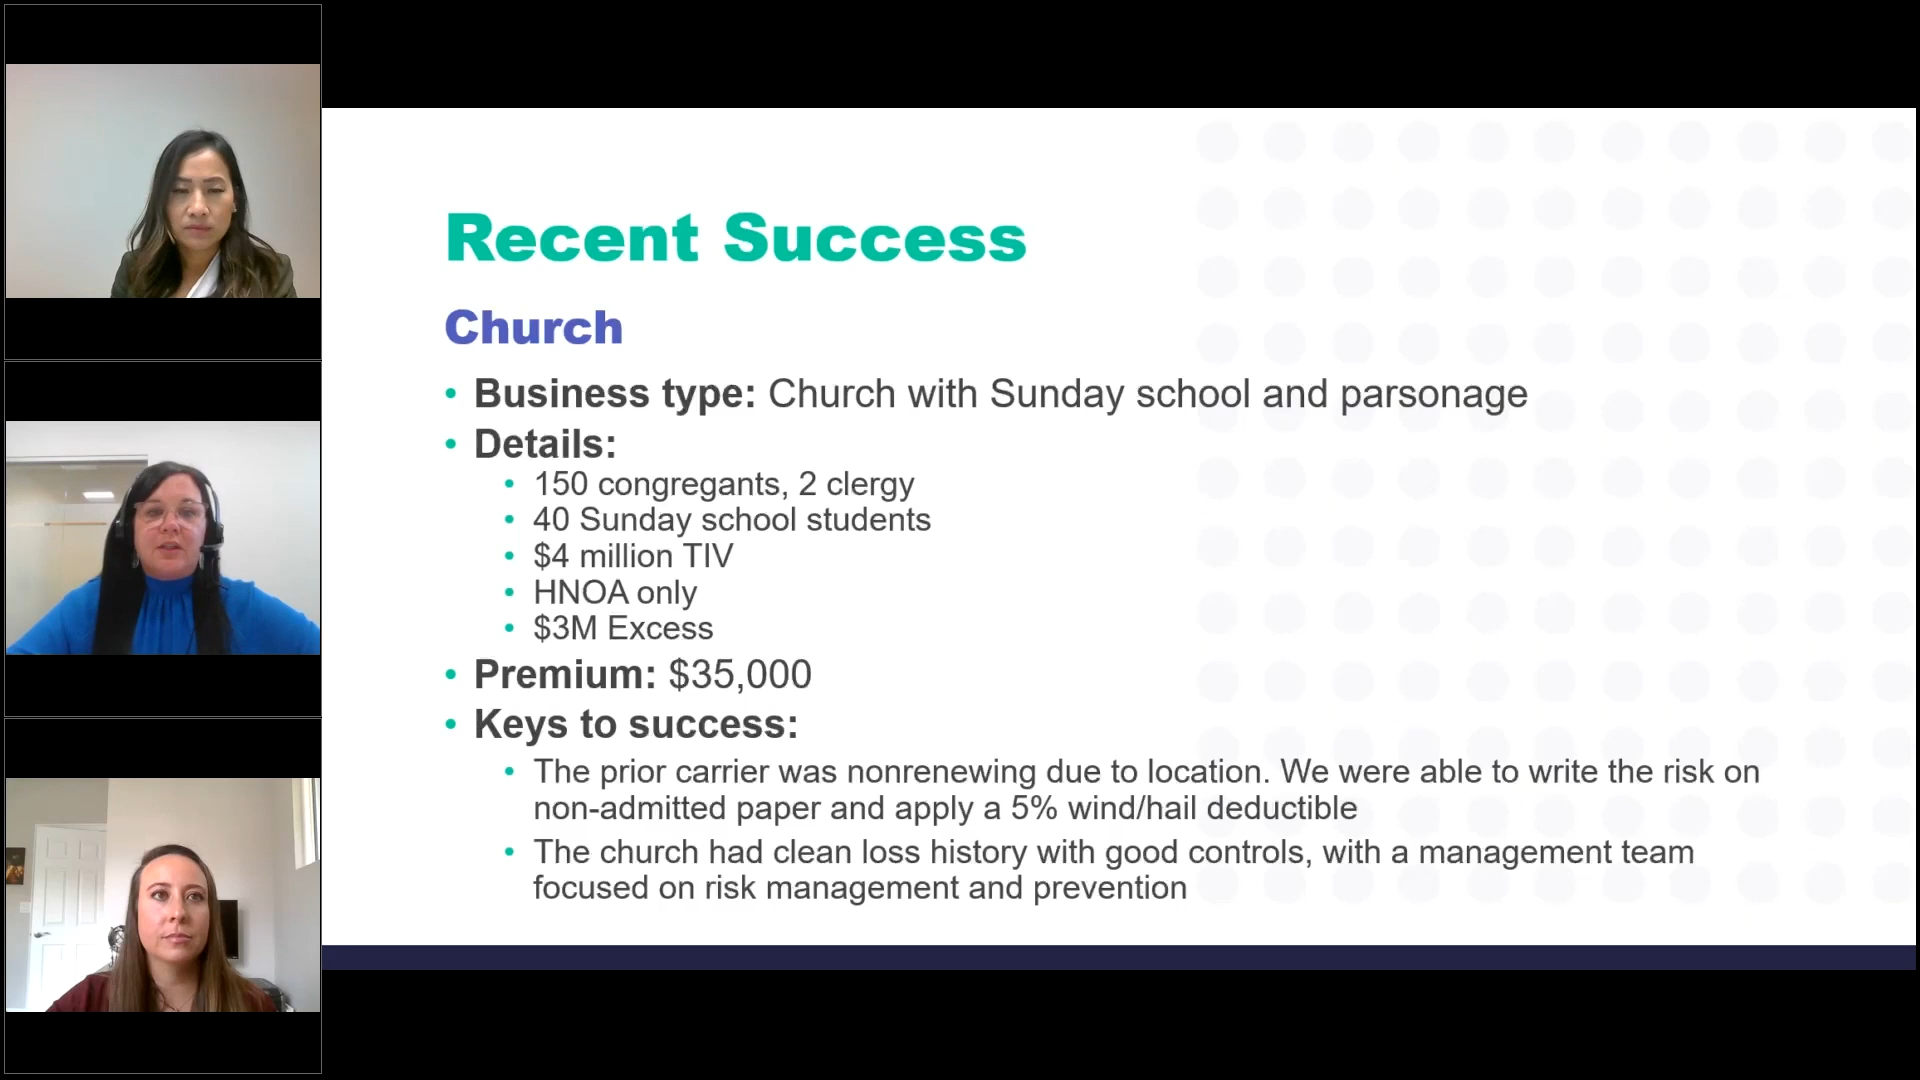 Recent Success
Church
• Business type: Church with Sunday school and parsonage
• Details:
• 150 congregants, 2 clergy
• 40 Sunday school students
• $4 million TIV
• HNOA only
• $3M Excess
• Premium: $35,000
• Keys to success:
• The prior carrier was nonrenewing due to location. We were able to write the risk on
non-admitted paper and apply a 5% wind/hail deductible
• The church had clean loss history with good controls, with a management team
focused on risk management and prevention